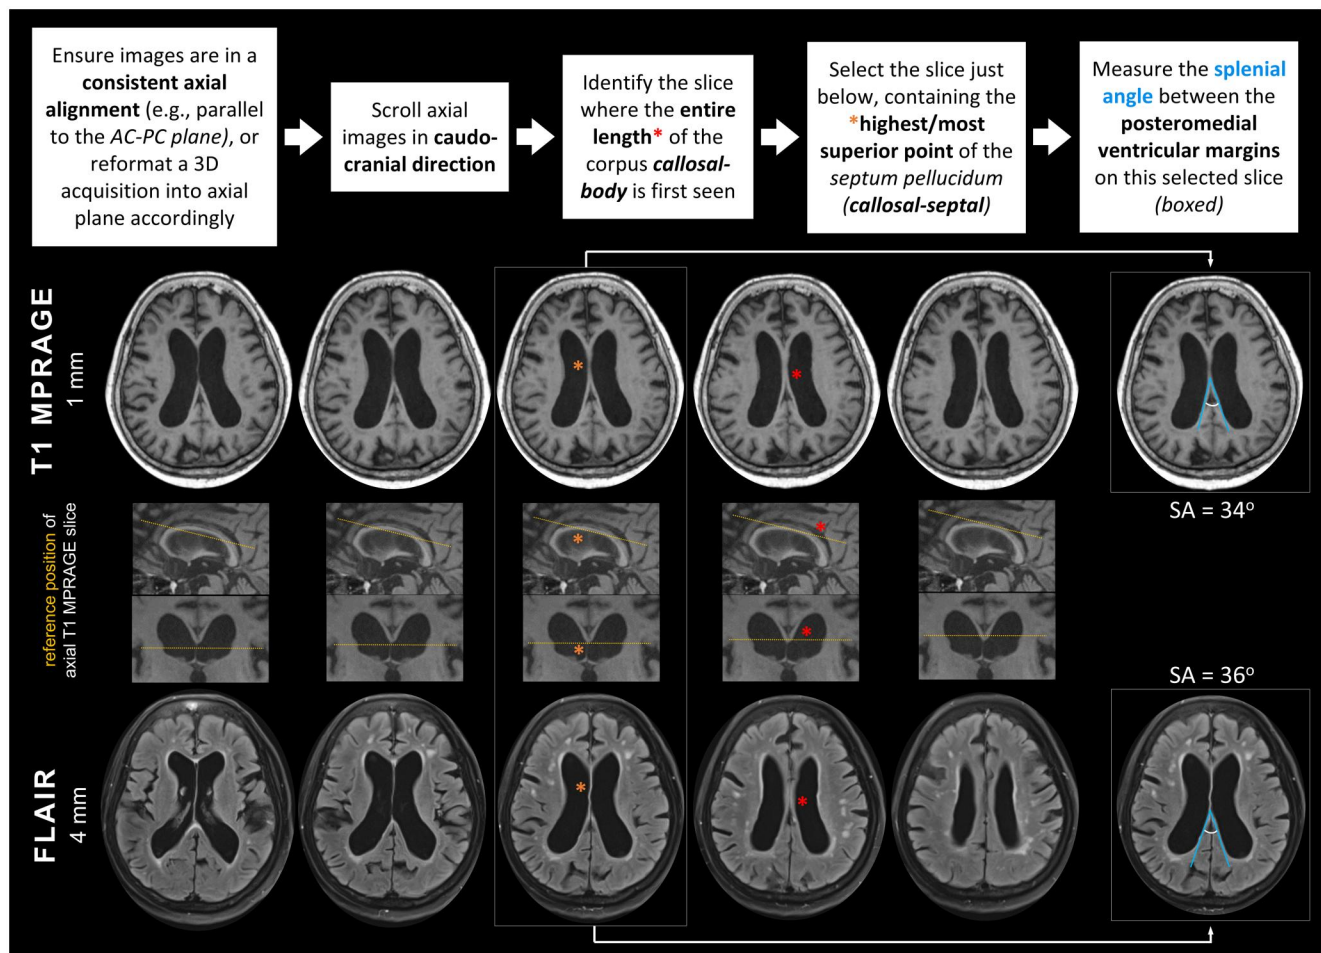 Ensure images are in a
consistent axial
alignment (e.g., parallel
to the AC-PC plane), or
reformat a 3D
acquisition into axial
plane accordingly
Scroll axial
images in caudo-
cranial direction
Identify the slice
where the entire
length* of the
corpus callosal-
body is first seen
Select the slice just
below, containing the
*highest/most
superior point of the
septum pellucidum
(callosal-septal)
Measure the splenial
angle between the
posteromedial
ventricular margins
on this selected slice
(boxed)
T1 MPRAGE
1 mm
*
*
SA = 34°
reference position of
axial T1 MPRAGE slice
*
*
*
*
SA = 36°
FLAIR
4 mm
*
*